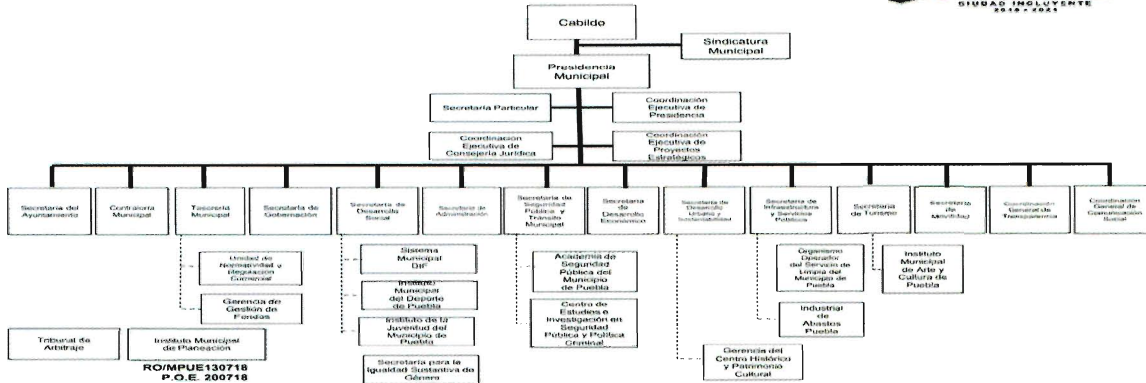 CIUDAD INCLUYENTE
2018 - 2021
Cabildo
Sindicatura
Municipal
Presidencia
Municipal
Secretaría Particular
Coordinación
Ejecutiva de
Presidencia
Coordinación
Ejecutiva de
Consejería Jurídica
Coordinación
Ejecutiva de
Proyectos
Estratégicos
Secretaría del
Ayuntamiento
Contraloría
Municipal
Tesorería
Municipal
Secretaría de
Gobernación
Secretaría de
Desarrollo
Social
Secretaría de
Administración
Secretaría de
Seguridad
Pública y
Tránsito
Municipal
Secretaría
de
Desarrollo
Económico
Secretaría de
Desarrollo
Urbano y
Sustentabilidad
Secretaría de
Infraestructura
y Servicios
Públicos
Secretaría
de Turismo
Secretaría
de
Movilidad
Coordinación
General de
Transparencia
Coordinación
General de
Comunicación
Social
Unidad de
Normatividad y
Regulación
Comercial
Gerencia de
Gestión de
Fondos
Sistema
Municipal
DIF
Instituto
Municipal
del Deporte
de Puebla
Instituto de la
Juventud del
Municipio de
Puebla
Secretaría para la
Igualdad Sustantiva de
Género
Academia de
Seguridad
Pública del
Municipio
de Puebla
Centro de
Estudios e
Investigación en
Seguridad
Pública y Política
Criminal
Organismo
Operador
del Servicio de
Limpia del
Municipio de
Puebla
Industrial
de
Abastos
Puebla
Instituto
Municipal
de Arte y
Cultura de
Puebla
Gerencia del
Centro Histórico
y Patrimonio
Cultural
Tribunal de
Arbitraje
Instituto Municipal
de Planeación
RO/MPUE130718
P.O.E. 200718